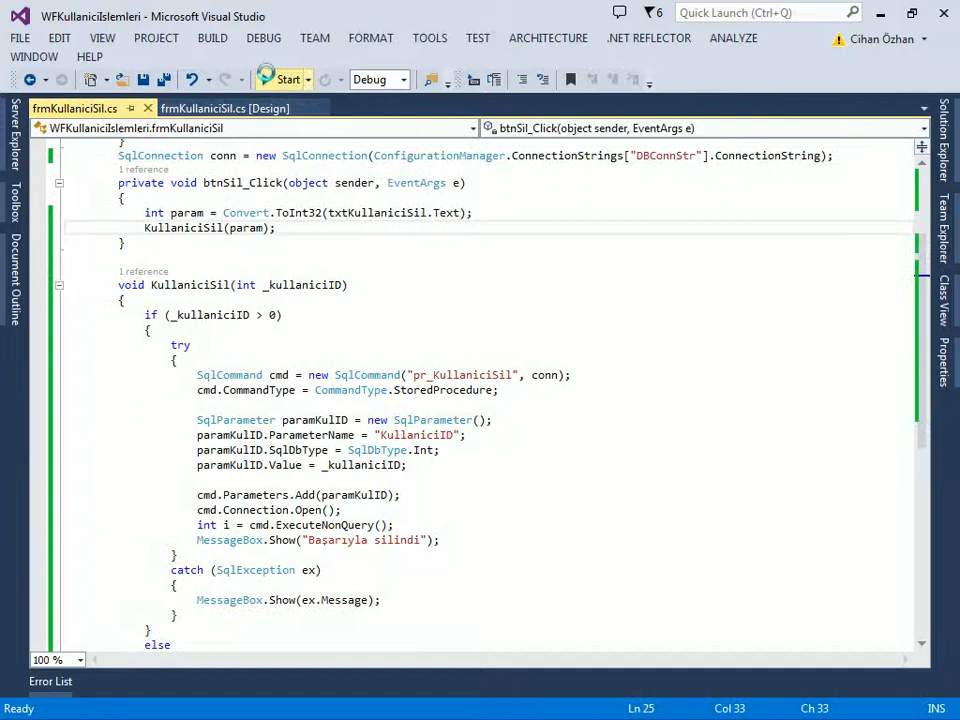 WFKullaniciIslemleri - Microsoft Visual Studio
6
Quick Launch (Ctrl+Q)
FILE EDIT VIEW PROJECT BUILD DEBUG TEAM FORMAT TOOLS TEST ARCHITECTURE .NET REFLECTOR ANALYZE
Cihan Özhan
WINDOW HELP
Start
Debug
frmKullaniciSil.cs
frmKullaniciSil.cs [Design]
WFKullaniciIslemleri.frmKullaniciSil
btnSil_Click(object sender, EventArgs e)
}
SqlConnection conn = new SqlConnection(ConfigurationManager.ConnectionStrings["DBConnStr"].ConnectionString);
1 reference
private void btnSil_Click(object sender, EventArgs e)
{
int param = Convert.ToInt32(txtKullaniciSil.Text);
KullaniciSil(param);
}
1 reference
void KullaniciSil(int _kullaniciID)
{
if (_kullaniciID > 0)
{
try
{
SqlCommand cmd = new SqlCommand("pr_KullaniciSil", conn);
cmd.CommandType = CommandType.StoredProcedure;
SqlParameter paramKulID = new SqlParameter();
paramKulID.ParameterName = "KullaniciID";
paramKulID.SqlDbType = SqlDbType.Int;
paramKulID.Value = _kullaniciID;
cmd.Parameters.Add(paramKulID);
cmd.Connection.Open();
int i = cmd.ExecuteNonQuery();
MessageBox.Show("Başarıyla silindi");
}
catch (SqlException ex)
{
MessageBox.Show(ex.Message);
}
}
else
100 %
Error List
Ready
Ln 25
Col 33
Ch 33
INS
Server Explorer
Toolbox
Document Outline
Solution Explorer
Team Explorer
Class View
Properties